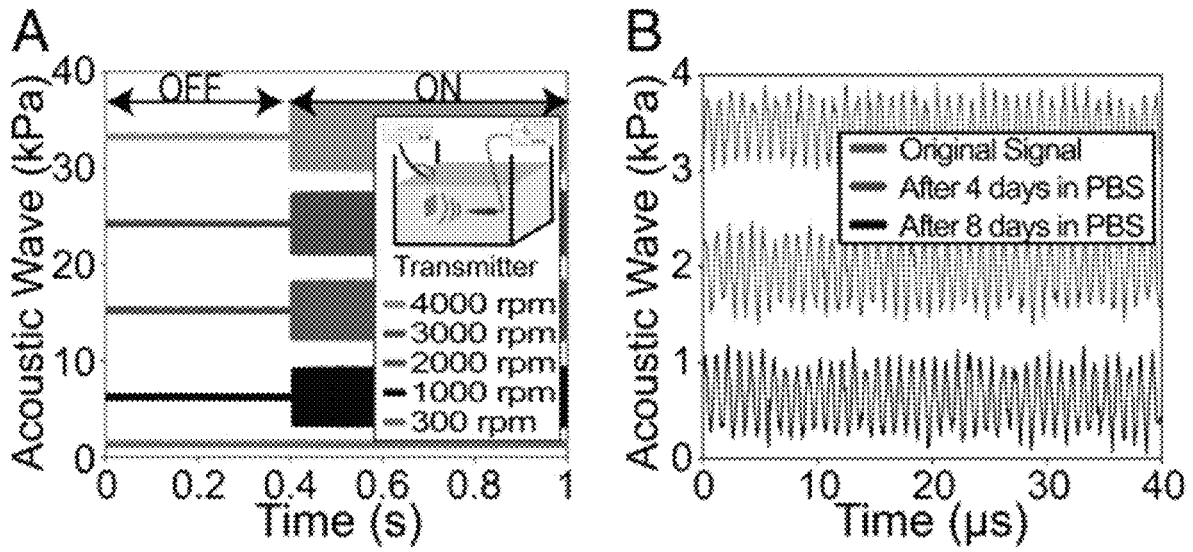 A
Acoustic Wave (kPa)
40
30
20
10
0
OFF
ON
Transmitter
4000 rpm
3000 rpm
2000 rpm
1000 rpm
300 rpm
0
0.2
0.4
0.6
0.8
1
Time (s)
B
Acoustic Wave (kPa)
4
3
2
1
0
Original Signal
After 4 days in PBS
After 8 days in PBS
0
10
20
30
40
Time (μs)